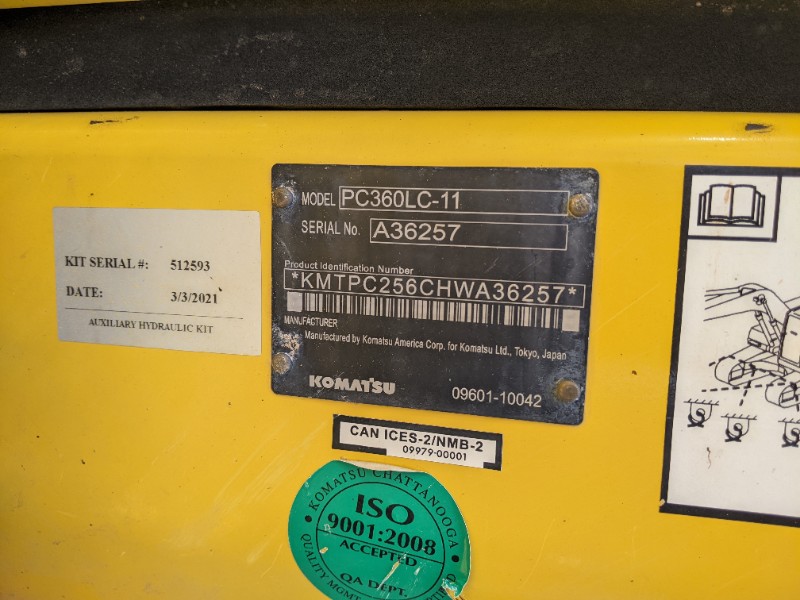 KIT SERIAL #: 512593
DATE: 3/3/2021
AUXILIARY HYDRAULIC KIT
MODEL PC360LC-11
SERIAL No. A36257
Product Identification Number
*KMTPC256CHWA36257*
MANUFACTURER
Manufactured by Komatsu America Corp. for Komatsu Ltd., Tokyo, Japan
KOMATSU
09601-10042
CAN ICES-2/NMB-2
09979-00001
KOMATSU CHATTANOOGA
ISO
9001:2008
ACCEPTED
QA DEPT.
QUALITY MGMT